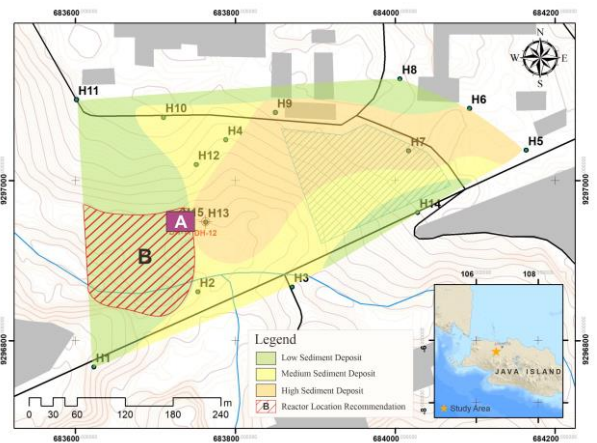 683600 683800 684000 684200
N
W E
S
H8
H11
H6
H10
H9
H4
H5
H7
H12
9297000
9297000
H15 H13
A
H14
B
H2
H3
Legend
Low Sediment Deposit
Medium Sediment Deposit
High Sediment Deposit
B Reactor Location Recommendation
106 108
JAVA ISLAND
Study Area
9296800
9296800
H1
0 30 60 120 180 240 m
683600 683800 684000 684200